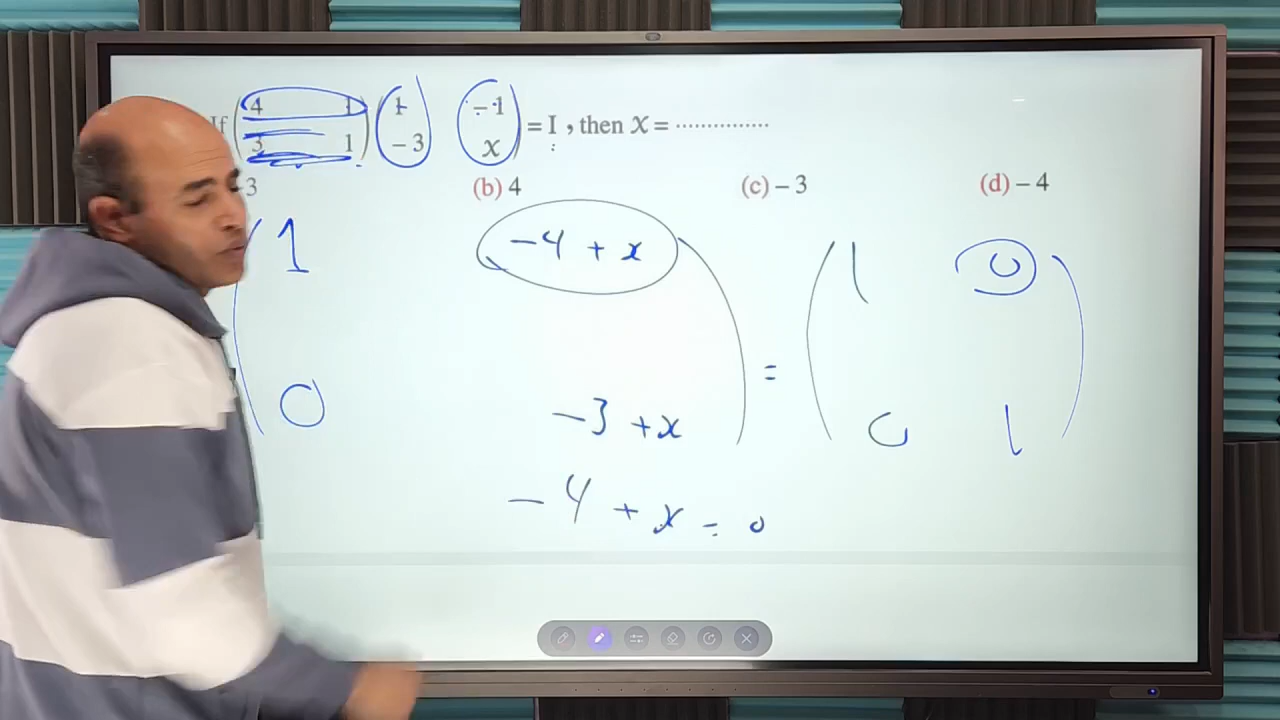 If ( 4 1 ) ( 1 -1 ) = I , then X = ...............
3 1 -3 X
3 (b) 4 (c) - 3 (d) - 4
1 -4 + x 1 0
=
0 -3 + x 0 1
-4 + x = 0